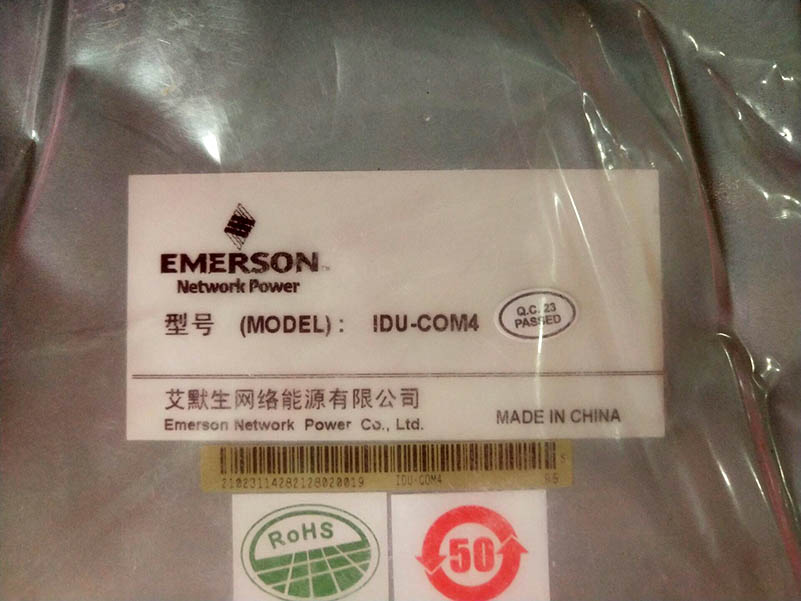 EMERSON
Network Power
型号 (MODEL): IDU-COM4
Q.C. 23
PASSED
艾默生网络能源有限公司
Emerson Network Power Co., Ltd.
MADE IN CHINA
21023114282128020019 IDU-COM4
RoHS
50